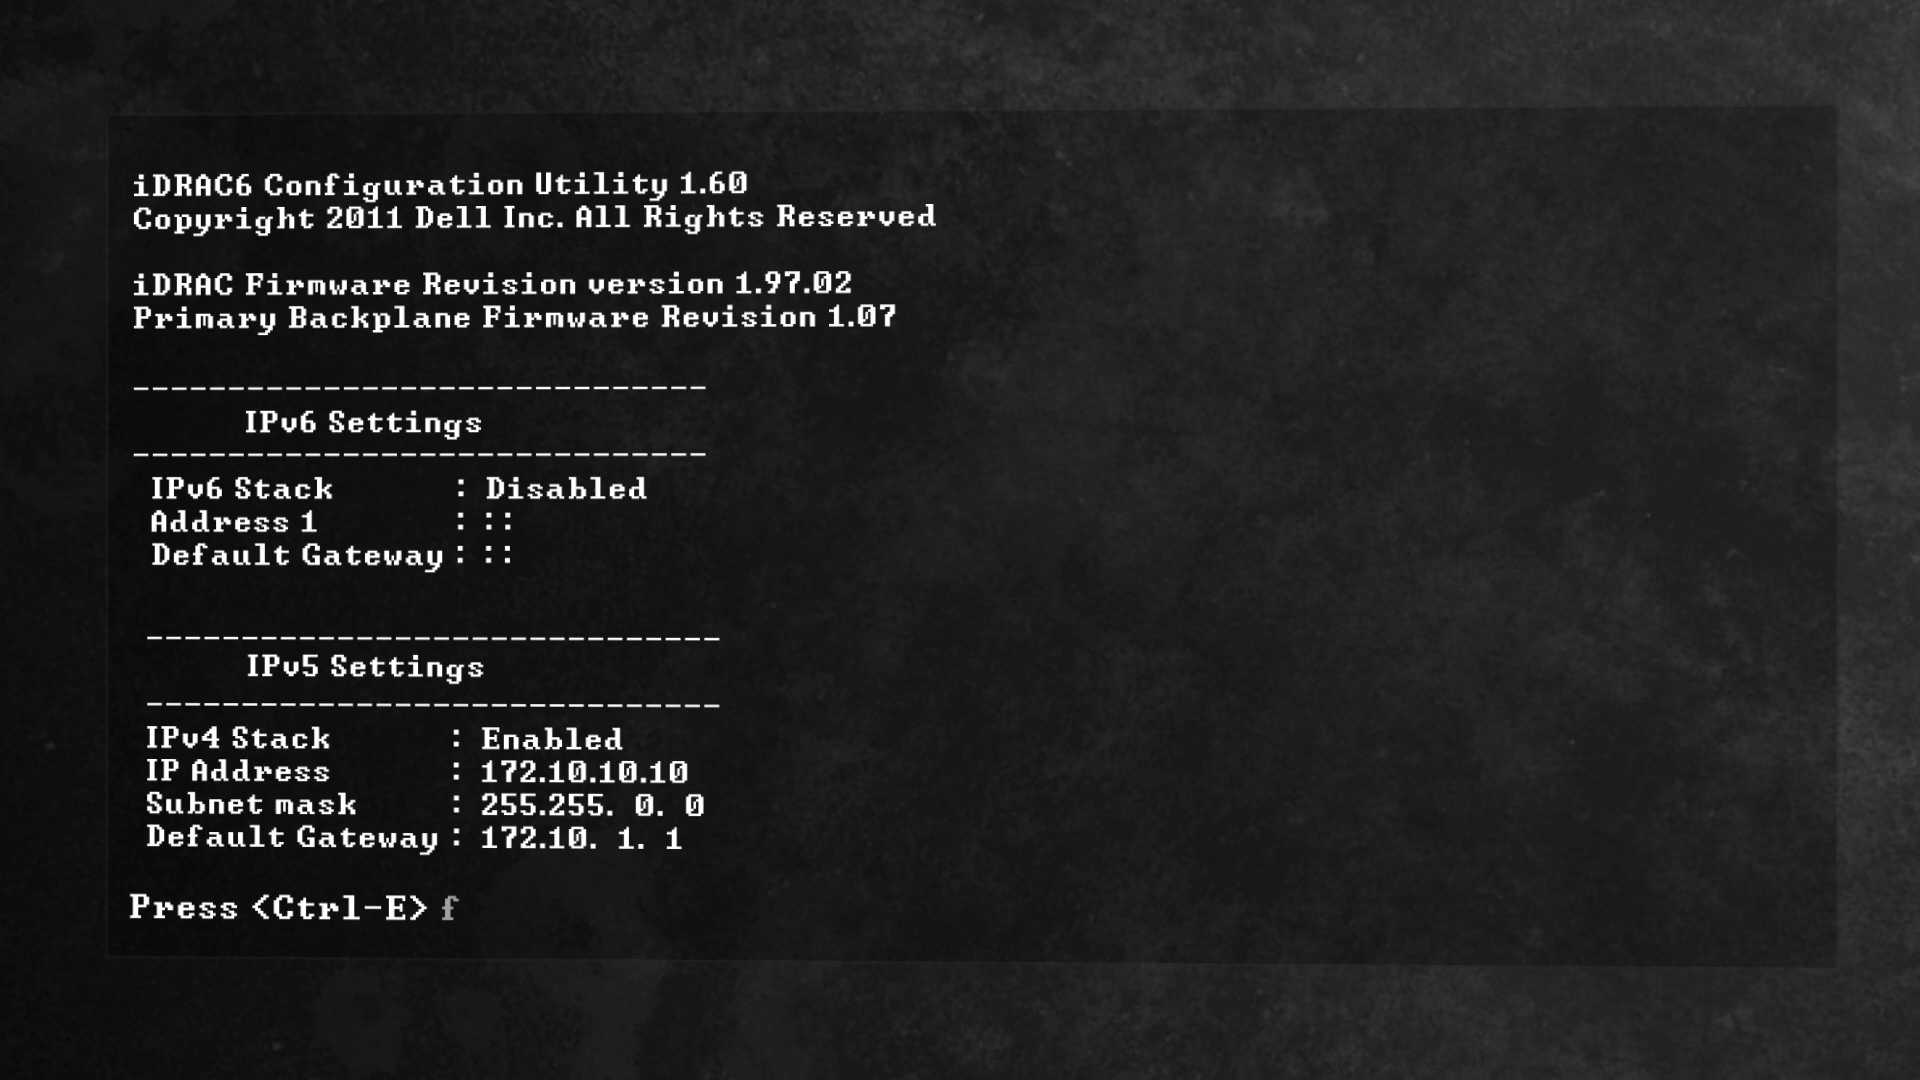 iDRAC6 Configuration Utility 1.60
Copyright 2011 Dell Inc. All Rights Reserved
iDRAC Firmware Revision version 1.97.02
Primary Backplane Firmware Revision 1.07
------------------------------
IPv6 Settings
------------------------------
IPv6 Stack : Disabled
Address 1 : ::
Default Gateway : ::
------------------------------
IPv5 Settings
------------------------------
IPv4 Stack : Enabled
IP Address : 172.10.10.10
Subnet mask : 255.255. 0. 0
Default Gateway : 172.10. 1. 1
Press <Ctrl-E> f